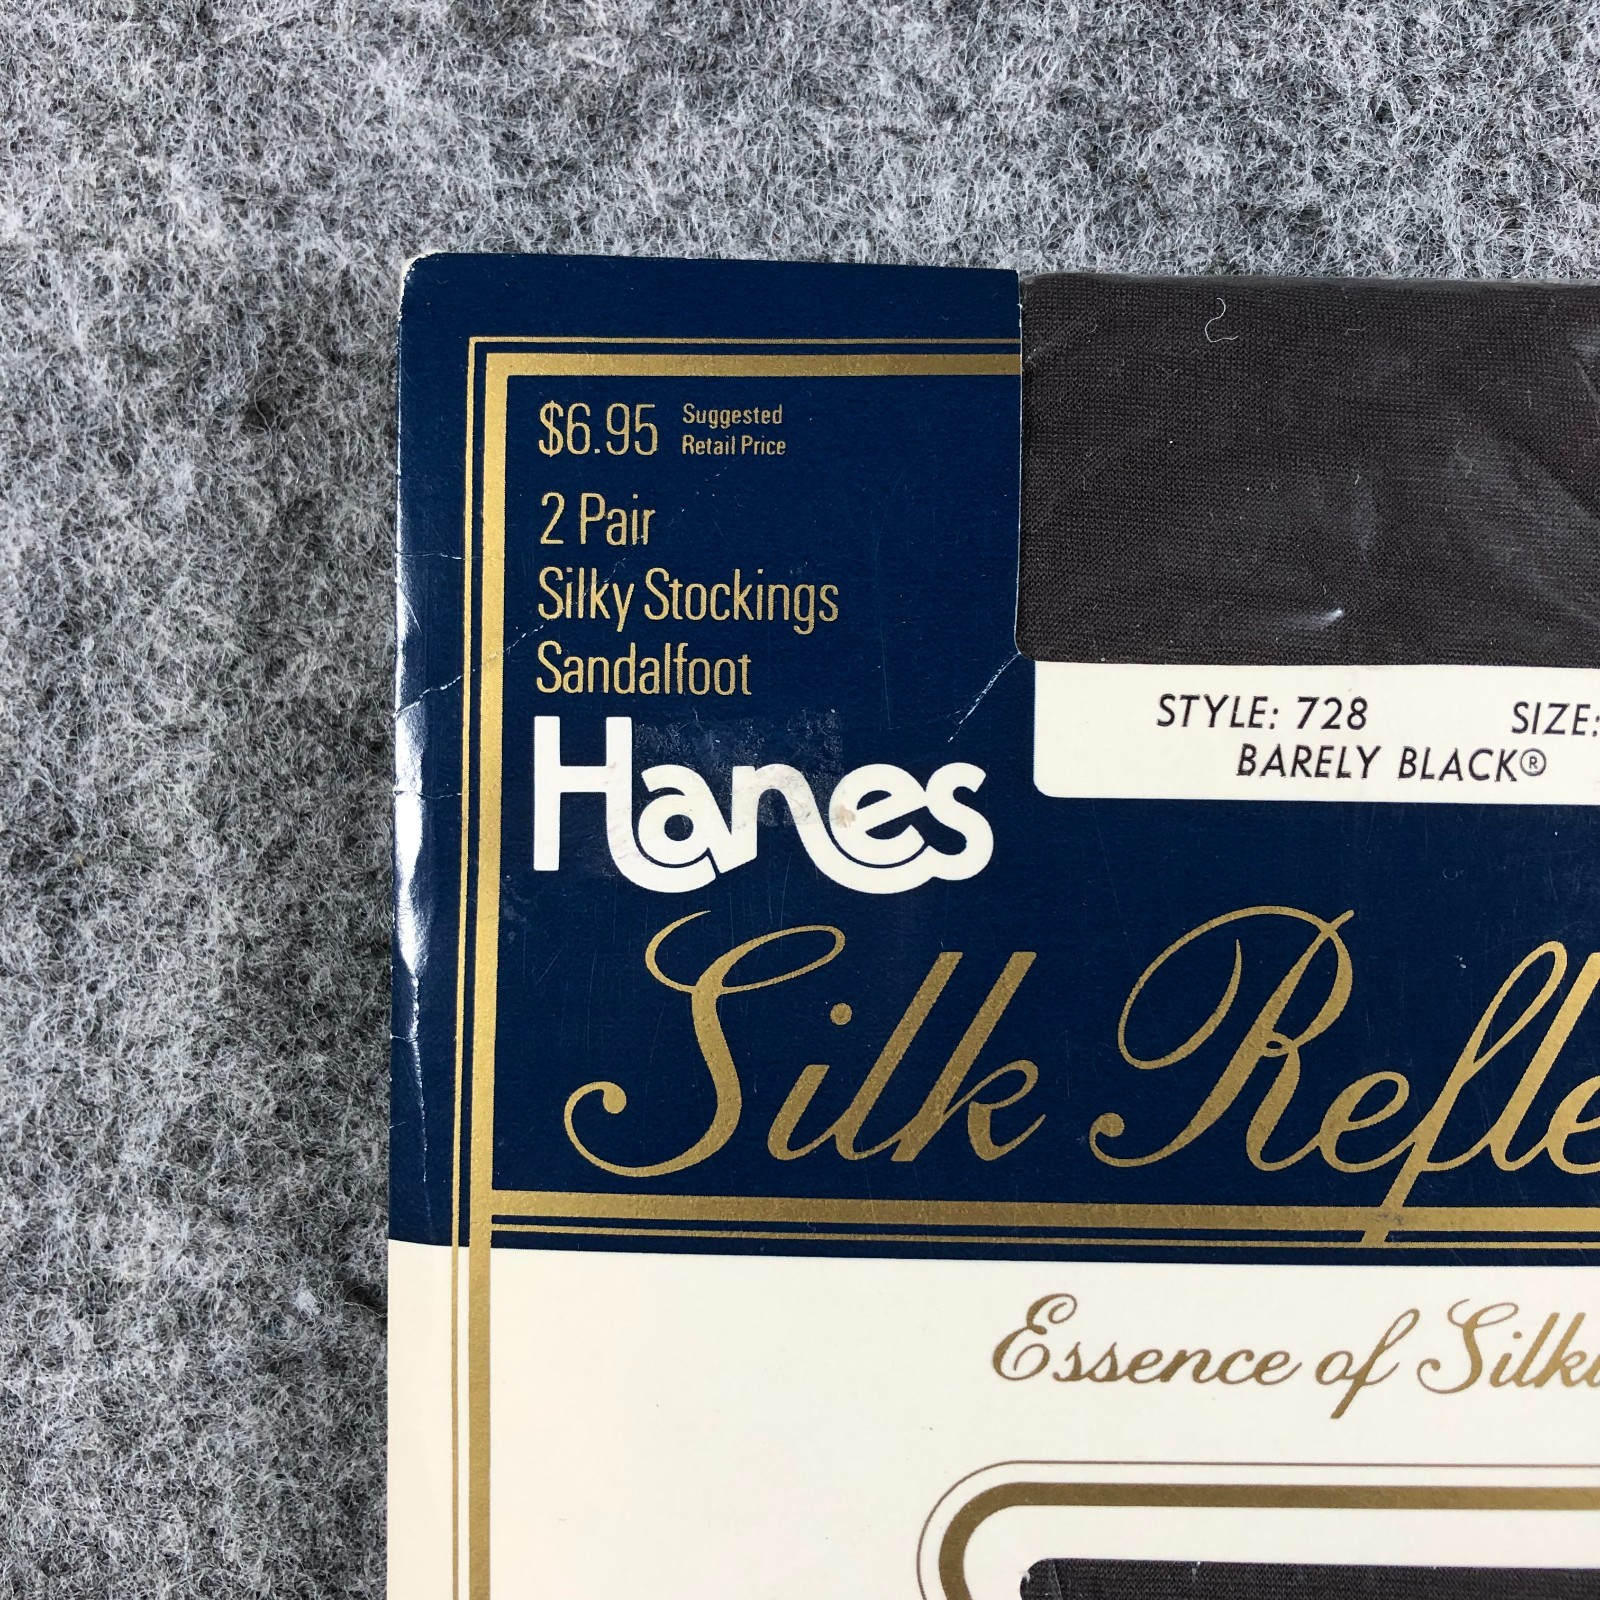 $6.95 Suggested
Retail Price
2 Pair
Silky Stockings
Sandalfoot
Hanes
STYLE: 728 SIZE:
BARELY BLACK®
Silk Refle
Essence of Silki